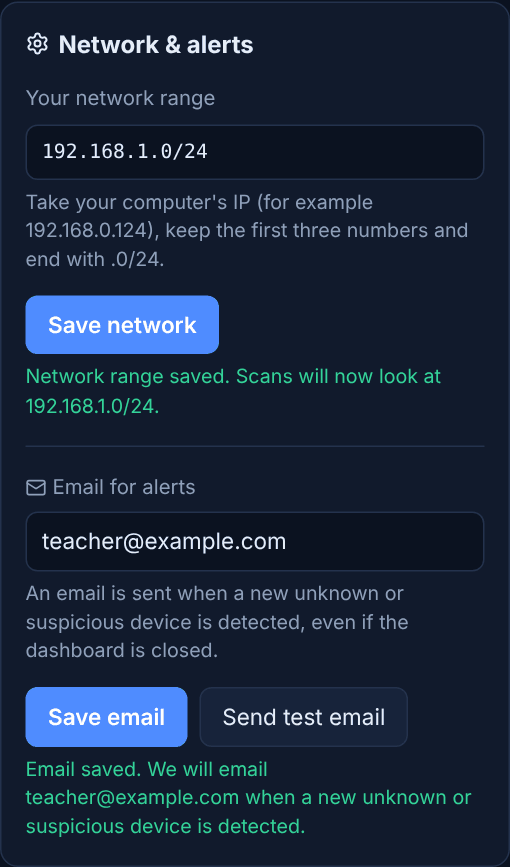 Network & alerts
Your network range
192.168.1.0/24
Take your computer's IP (for example
192.168.0.124), keep the first three numbers and
end with .0/24.
Save network
Network range saved. Scans will now look at
192.168.1.0/24.
Email for alerts
teacher@example.com
An email is sent when a new unknown or
suspicious device is detected, even if the
dashboard is closed.
Save email Send test email
Email saved. We will email
teacher@example.com when a new unknown or
suspicious device is detected.